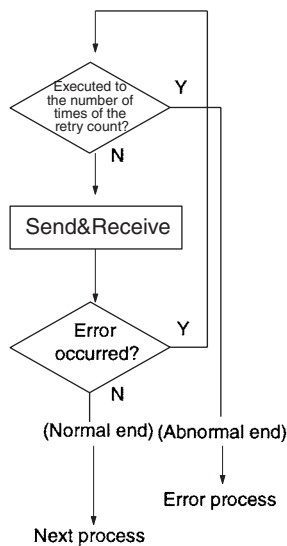 Executed to
the number of
times of the
retry count?
Y
N
Send&Receive
Error
occurred?
Y
N
(Normal end) (Abnormal end)
Error process
Next process